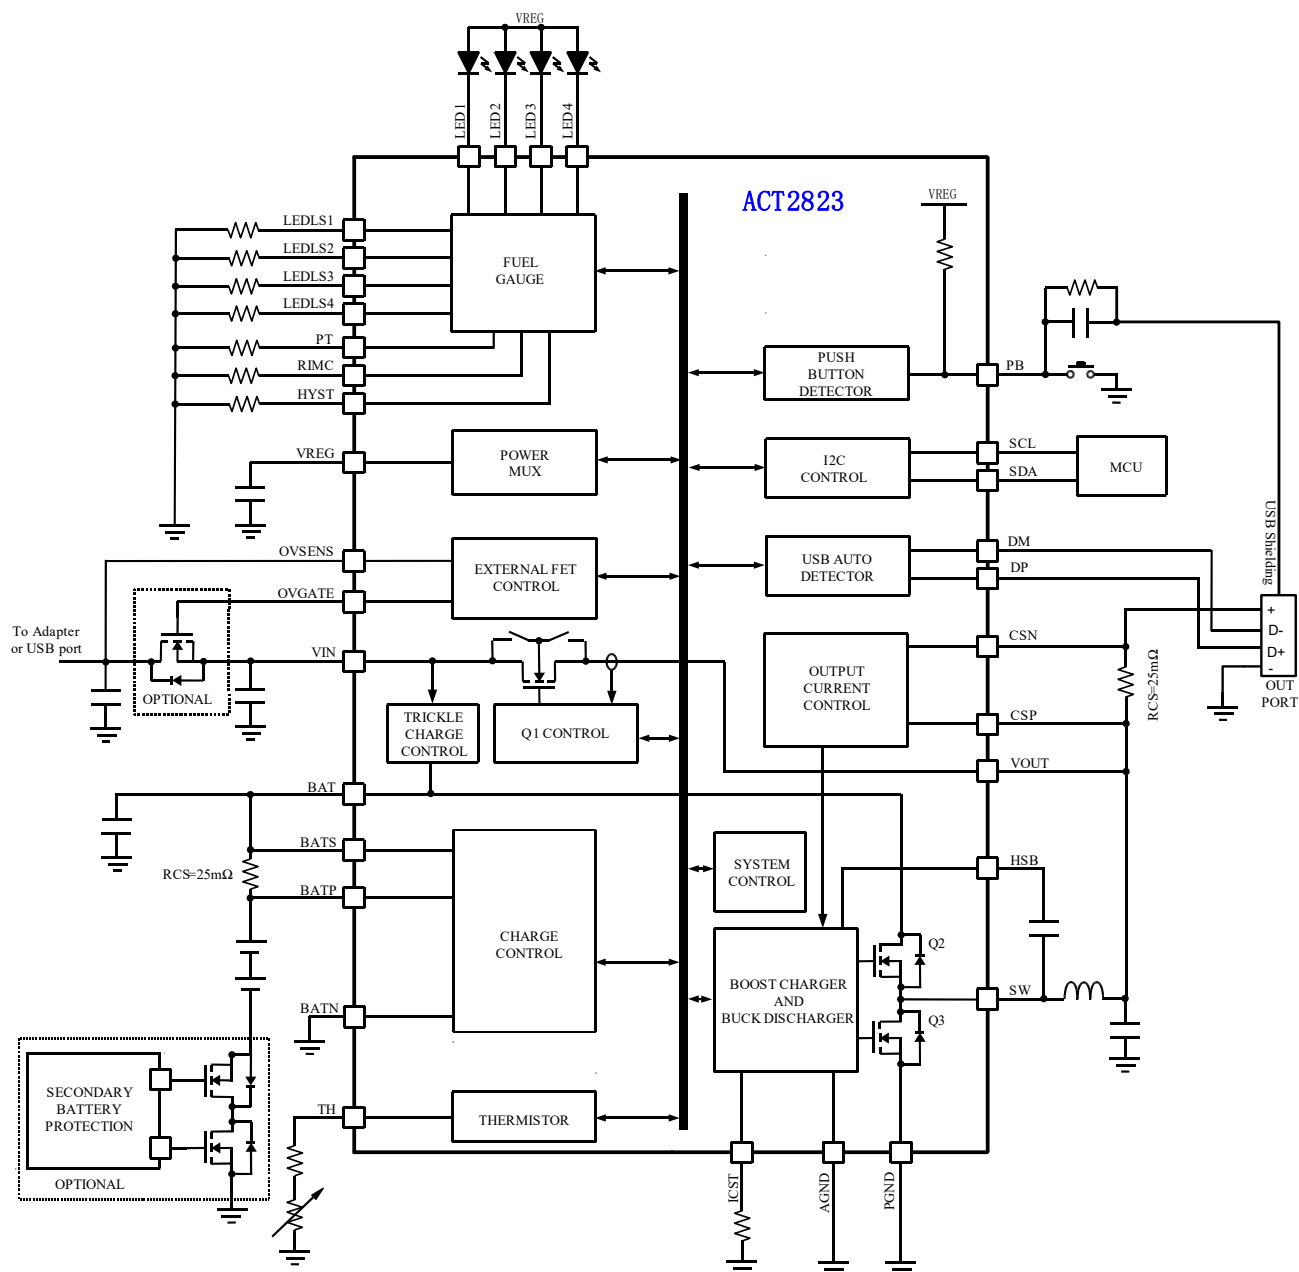 VREG
LED1
LED2
LED3
LED4
ACT2823
VREG
LEDLS1
LEDLS2
LEDLS3
LEDLS4
PT
RIMC
HYST
FUEL
GAUGE
PUSH
BUTTON
DETECTOR
PB
VREG
POWER
MUX
I2C
CONTROL
SCL
SDA
MCU
USB Shielding
OVSENS
OVGATE
EXTERNAL FET
CONTROL
USB AUTO
DETECTOR
DM
DP
To Adapter
or USB port
OPTIONAL
VIN
TRICKLE
CHARGE
CONTROL
Q1 CONTROL
OUTPUT
CURRENT
CONTROL
CSN
CSP
VOUT
RCS=25mΩ
+
D-
D+
-
OUT
PORT
BAT
BATS
BATP
RCS=25mΩ
BATN
CHARGE
CONTROL
SYSTEM
CONTROL
HSB
BOOST CHARGER
AND
BUCK DISCHARGER
Q2
Q3
SW
SECONDARY
BATTERY
PROTECTION
OPTIONAL
TH
THERMISTOR
ICST
AGND
PGND